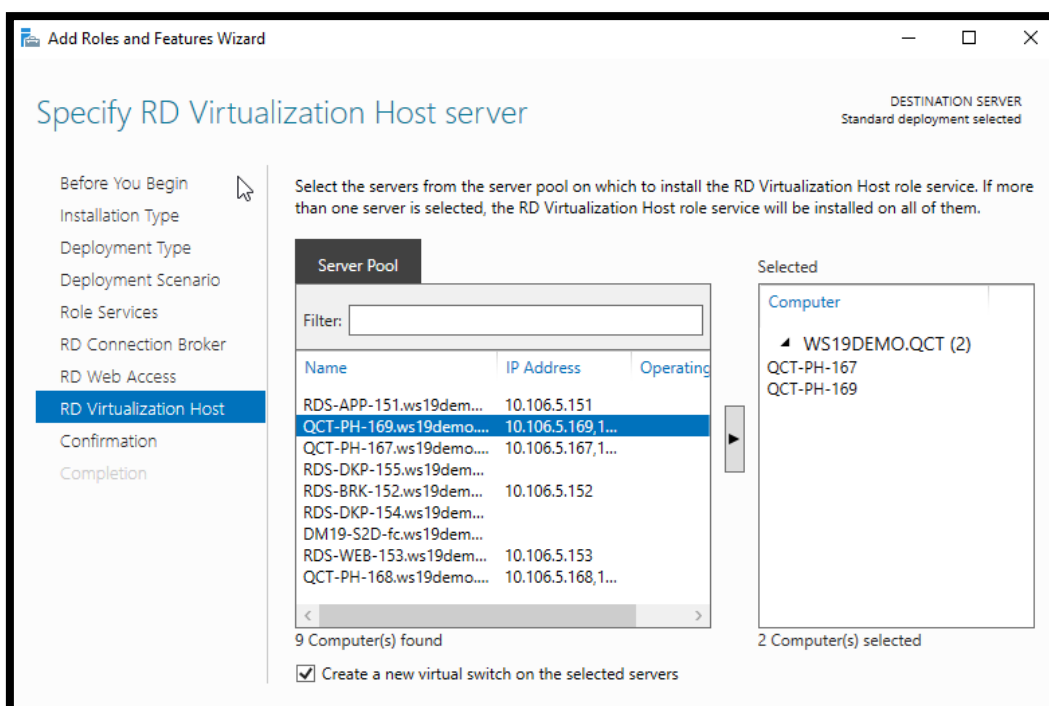 Add Roles and Features Wizard
Specify RD Virtualization Host server
DESTINATION SERVER
Standard deployment selected
Before You Begin
Installation Type
Deployment Type
Deployment Scenario
Role Services
RD Connection Broker
RD Web Access
RD Virtualization Host
Confirmation
Completion
Select the servers from the server pool on which to install the RD Virtualization Host role service. If more
than one server is selected, the RD Virtualization Host role service will be installed on all of them.
Server Pool
Filter:
Name IP Address Operating
RDS-APP-151.ws19dem... 10.106.5.151
QCT-PH-169.ws19demo.... 10.106.5.169,1...
QCT-PH-167.ws19demo.... 10.106.5.167,1...
RDS-DKP-155.ws19dem...
RDS-BRK-152.ws19dem... 10.106.5.152
RDS-DKP-154.ws19dem...
DM19-S2D-fc.ws19dem...
RDS-WEB-153.ws19dem... 10.106.5.153
QCT-PH-168.ws19demo.... 10.106.5.168,1...
9 Computer(s) found
Selected
Computer
WS19DEMO.QCT (2)
QCT-PH-167
QCT-PH-169
2 Computer(s) selected
Create a new virtual switch on the selected servers